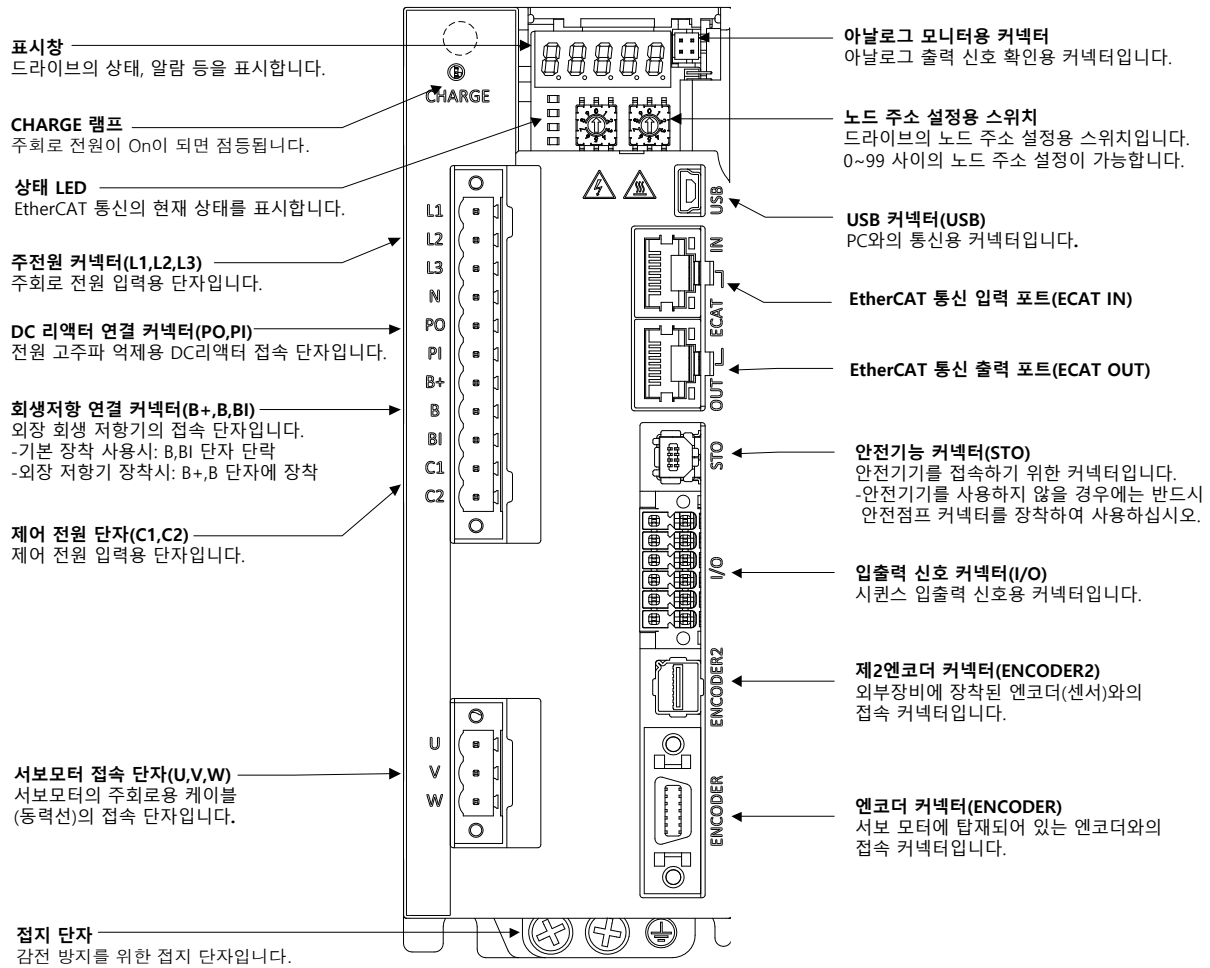 표시창
드라이브의 상태, 알람 등을 표시합니다.
CHARGE 램프
주회로 전원이 On이 되면 점등됩니다.
상태 LED
EtherCAT 통신의 현재 상태를 표시합니다.
주전원 커넥터(L1,L2,L3)
주회로 전원 입력용 단자입니다.
DC 리액터 연결 커넥터(PO,PI)
전원 고주파 억제용 DC리액터 접속 단자입니다.
회생저항 연결 커넥터(B+,B,BI)
외장 회생 저항기의 접속 단자입니다.
-기본 장착 사용시: B,BI 단자 단락
-외장 저항기 장착시: B+,B 단자에 장착
제어 전원 단자(C1,C2)
제어 전원 입력용 단자입니다.
서보모터 접속 단자(U,V,W)
서보모터의 주회로용 케이블
(동력선)의 접속 단자입니다.
접지 단자
감전 방지를 위한 접지 단자입니다.
CHARGE
L1
L2
L3
N
PO
PI
B+
B
BI
C1
C2
U
V
W
88888
USB
IN
ECAT
OUT
STO
I/O
ENCODER2
ENCODER
아날로그 모니터용 커넥터
아날로그 출력 신호 확인용 커넥터입니다.
노드 주소 설정용 스위치
드라이브의 노드 주소 설정용 스위치입니다.
0~99 사이의 노드 주소 설정이 가능합니다.
USB 커넥터(USB)
PC와의 통신용 커넥터입니다.
EtherCAT 통신 입력 포트(ECAT IN)
EtherCAT 통신 출력 포트(ECAT OUT)
안전기능 커넥터(STO)
안전기기를 접속하기 위한 커넥터입니다.
-안전기기를 사용하지 않을 경우에는 반드시
안전점프 커넥터를 장착하여 사용하십시오.
입출력 신호 커넥터(I/O)
시퀀스 입출력 신호용 커넥터입니다.
제2엔코더 커넥터(ENCODER2)
외부장비에 장착된 엔코더(센서)와의
접속 커넥터입니다.
엔코더 커넥터(ENCODER)
서보 모터에 탑재되어 있는 엔코더와의
접속 커넥터입니다.